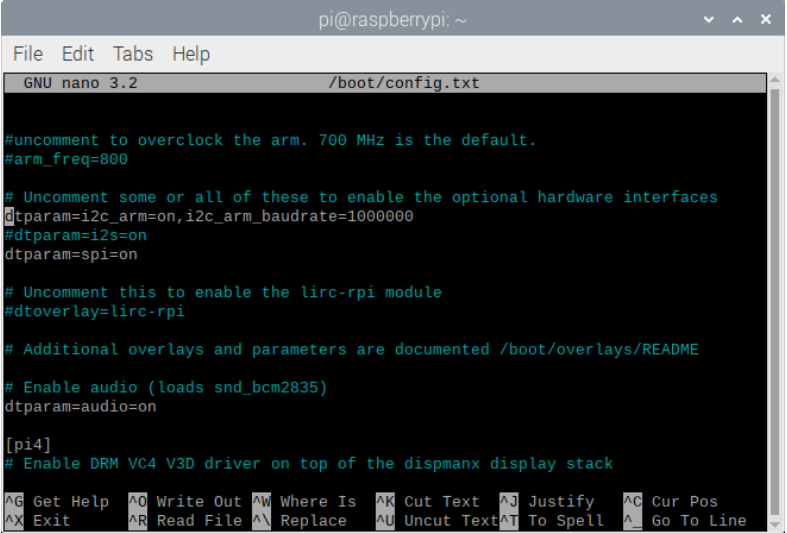 pi@raspberrypi: ~
File Edit Tabs Help
GNU nano 3.2 /boot/config.txt
#uncomment to overclock the arm. 700 MHz is the default.
#arm_freq=800
# Uncomment some or all of these to enable the optional hardware interfaces
dtparam=i2c_arm=on,i2c_arm_baudrate=1000000
#dtparam=i2s=on
dtparam=spi=on
# Uncomment this to enable the lirc-rpi module
#dtoverlay=lirc-rpi
# Additional overlays and parameters are documented /boot/overlays/README
# Enable audio (loads snd_bcm2835)
dtparam=audio=on
[pi4]
# Enable DRM VC4 V3D driver on top of the dispmanx display stack
^G Get Help ^O Write Out ^W Where Is ^K Cut Text ^J Justify ^C Cur Pos
^X Exit ^R Read File ^\ Replace ^U Uncut Text ^T To Spell ^_ Go To Line